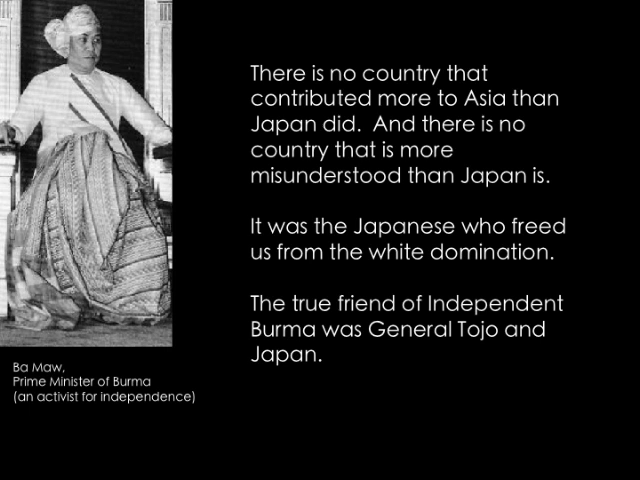 There is no country that
contributed more to Asia than
Japan did. And there is no
country that is more
misunderstood than Japan is.
It was the Japanese who freed
us from the white domination.
The true friend of Independent
Burma was General Tojo and
Japan.
Ba Maw,
Prime Minister of Burma
(an activist for independence)